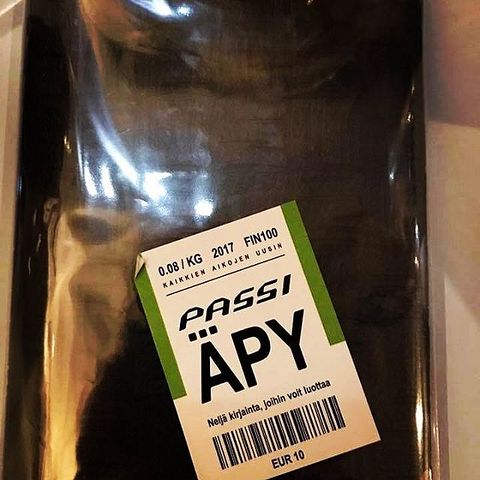 0.08 / KG 2017 FIN100
KAIKKIEN AIKOJEN UUSIN
PASSI
ÄPY
Neljä kirjainta, joihin voit luottaa
EUR 10